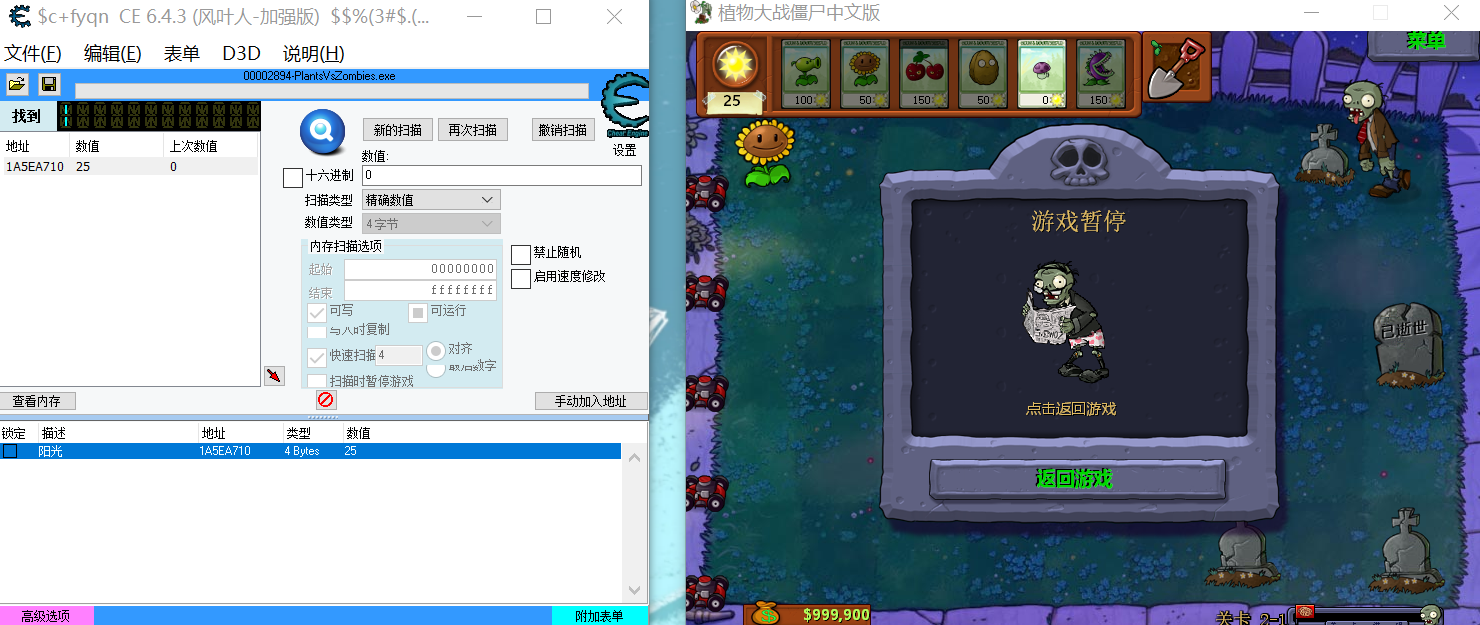 $c+fyqn CE 6.4.3 (风叶人-加强版) $$%(3#$.(...
文件(F) 编辑(E) 表单 D3D 说明(H)
00002894-PlantsVsZombies.exe
找到 1
Cheat Engine
设置
新的扫描 再次扫描 撤销扫描
地址 数值 上次数值
1A5EA710 25 0
数值:
十六进制 0
扫描类型 精确数值
数值类型 4 字节
内存扫描选项
起始 00000000
结束 ffffffff
可写 可运行
写入时复制
快速扫描 4 对齐
最后数字
扫描时暂停游戏
禁止随机
启用速度修改
查看内存 手动加入地址
锁定 描述 地址 类型 数值
阳光 1A5EA710 4 Bytes 25
高级选项 附加表单
植物大战僵尸中文版
菜单
25
100 50 150 50 0 150
游戏暂停
点击返回游戏
返回游戏
已逝世
$999,900
关卡 2-1